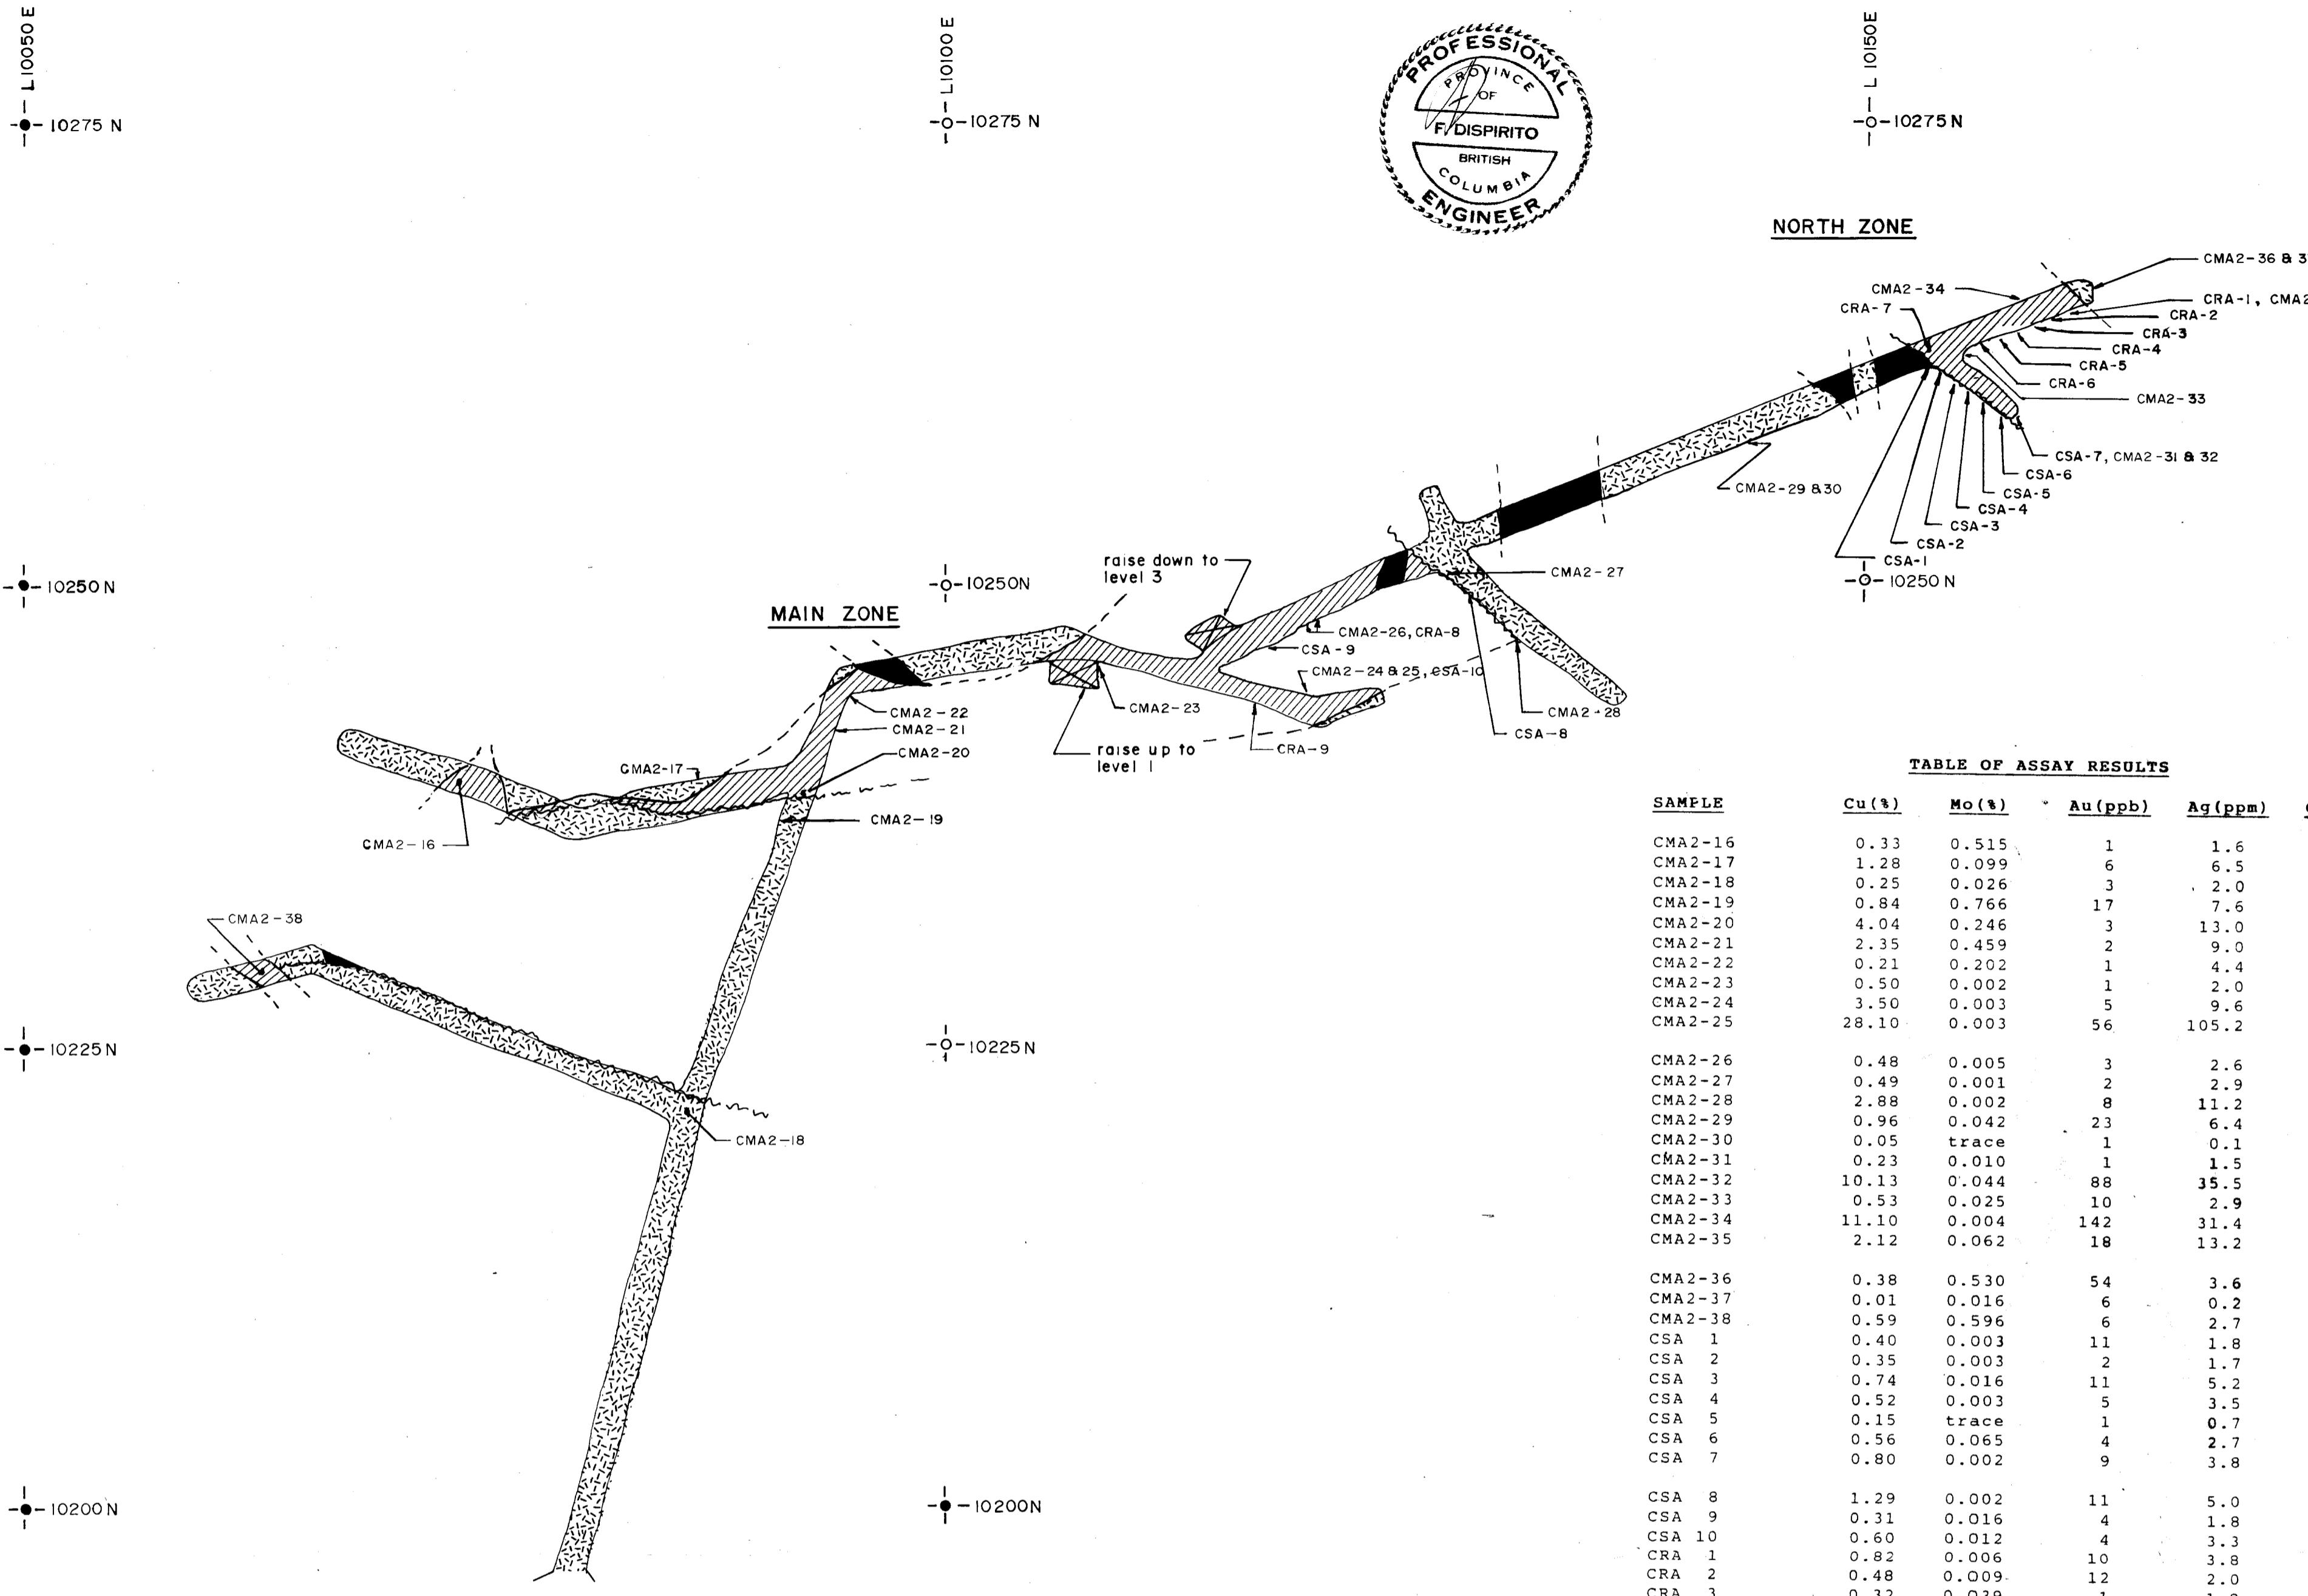 L10050E
L10100E
L10150E
10275 N
10275 N
10275 N
PROFESSIONAL
PROVINCE
OF
F. DISPIRITO
BRITISH
COLUMBIA
ENGINEER
NORTH ZONE
CMA2-36 & 3
CMA2-34
CRA-1, CMA2
CRA-7
CRA-2
CRA-3
CRA-4
CRA-5
CRA-6
CMA2-33
CSA-7, CMA2-31 & 32
CSA-6
CSA-5
CSA-4
CSA-3
CSA-2
CSA-1
CMA2-29 & 30
10250 N
10250N
10250 N
raise down to
level 3
CMA2-27
MAIN ZONE
CMA2-26, CRA-8
CSA-9
CMA2-24 & 25, CSA-10
CMA2-22
CMA2-23
CMA2-28
CMA2-21
CSA-8
CMA2-20
raise up to
level 1
CRA-9
CMA2-17
CMA2-19
CMA2-16
CMA2-38
10225N
10225N
CMA2-18
10200N
10200N
TABLE OF ASSAY RESULTS
SAMPLE Cu(%) Mo(%) Au(ppb) Ag(ppm)
CMA2-16 0.33 0.515 1 1.6
CMA2-17 1.28 0.099 6 6.5
CMA2-18 0.25 0.026 3 2.0
CMA2-19 0.84 0.766 17 7.6
CMA2-20 4.04 0.246 3 13.0
CMA2-21 2.35 0.459 2 9.0
CMA2-22 0.21 0.202 1 4.4
CMA2-23 0.50 0.002 1 2.0
CMA2-24 3.50 0.003 5 9.6
CMA2-25 28.10 0.003 56 105.2
CMA2-26 0.48 0.005 3 2.6
CMA2-27 0.49 0.001 2 2.9
CMA2-28 2.88 0.002 8 11.2
CMA2-29 0.96 0.042 23 6.4
CMA2-30 0.05 trace 1 0.1
CMA2-31 0.23 0.010 1 1.5
CMA2-32 10.13 0.044 88 35.5
CMA2-33 0.53 0.025 10 2.9
CMA2-34 11.10 0.004 142 31.4
CMA2-35 2.12 0.062 18 13.2
CMA2-36 0.38 0.530 54 3.6
CMA2-37 0.01 0.016 6 0.2
CMA2-38 0.59 0.596 6 2.7
CSA 1 0.40 0.003 11 1.8
CSA 2 0.35 0.003 2 1.7
CSA 3 0.74 0.016 11 5.2
CSA 4 0.52 0.003 5 3.5
CSA 5 0.15 trace 1 0.7
CSA 6 0.56 0.065 4 2.7
CSA 7 0.80 0.002 9 3.8
CSA 8 1.29 0.002 11 5.0
CSA 9 0.31 0.016 4 1.8
CSA 10 0.60 0.012 4 3.3
CRA 1 0.82 0.006 10 3.8
CRA 2 0.48 0.009 12 2.0
CRA 3 0.32 0.039 1